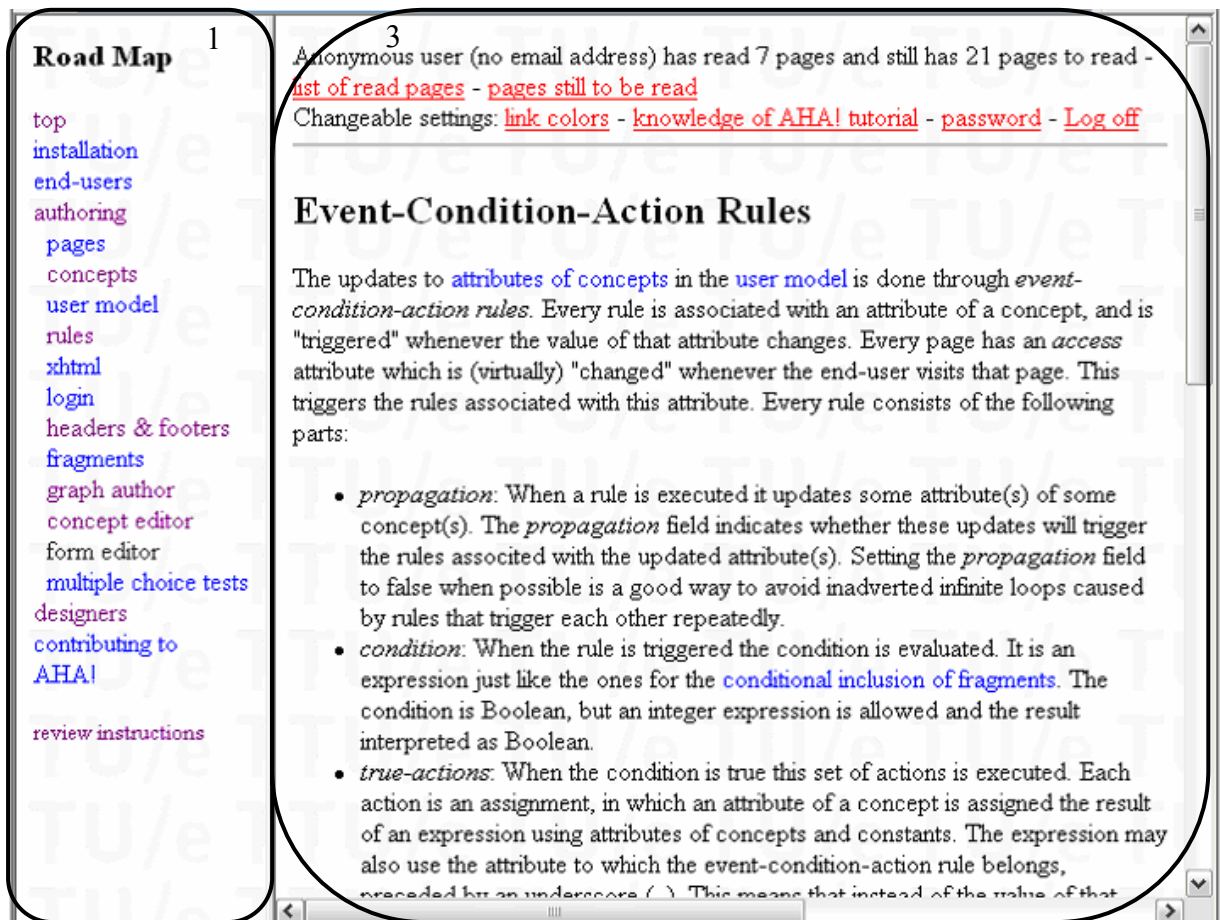 1
Road Map
top
installation
end-users
authoring
pages
concepts
user model
rules
xhtml
login
headers & footers
fragments
graph author
concept editor
form editor
multiple choice tests
designers
contributing to
AHA!
review instructions
3
Anonymous user (no email address) has read 7 pages and still has 21 pages to read -
list of read pages - pages still to be read
Changeable settings: link colors - knowledge of AHA! tutorial - password - Log off
Event-Condition-Action Rules
The updates to attributes of concepts in the user model is done through event-
condition-action rules. Every rule is associated with an attribute of a concept, and is
"triggered" whenever the value of that attribute changes. Every page has an access
attribute which is (virtually) "changed" whenever the end-user visits that page. This
triggers the rules associated with this attribute. Every rule consists of the following
parts:
• propagation: When a rule is executed it updates some attribute(s) of some
concept(s). The propagation field indicates whether these updates will trigger
the rules associted with the updated attribute(s). Setting the propagation field
to false when possible is a good way to avoid inadverted infinite loops caused
by rules that trigger each other repeatedly.
• condition: When the rule is triggered the condition is evaluated. It is an
expression just like the ones for the conditional inclusion of fragments. The
condition is Boolean, but an integer expression is allowed and the result
interpreted as Boolean.
• true-actions: When the condition is true this set of actions is executed. Each
action is an assignment, in which an attribute of a concept is assigned the result
of an expression using attributes of concepts and constants. The expression may
also use the attribute to which the event-condition-action rule belongs,
preceded by an underscore (_). This means that instead of the value of that